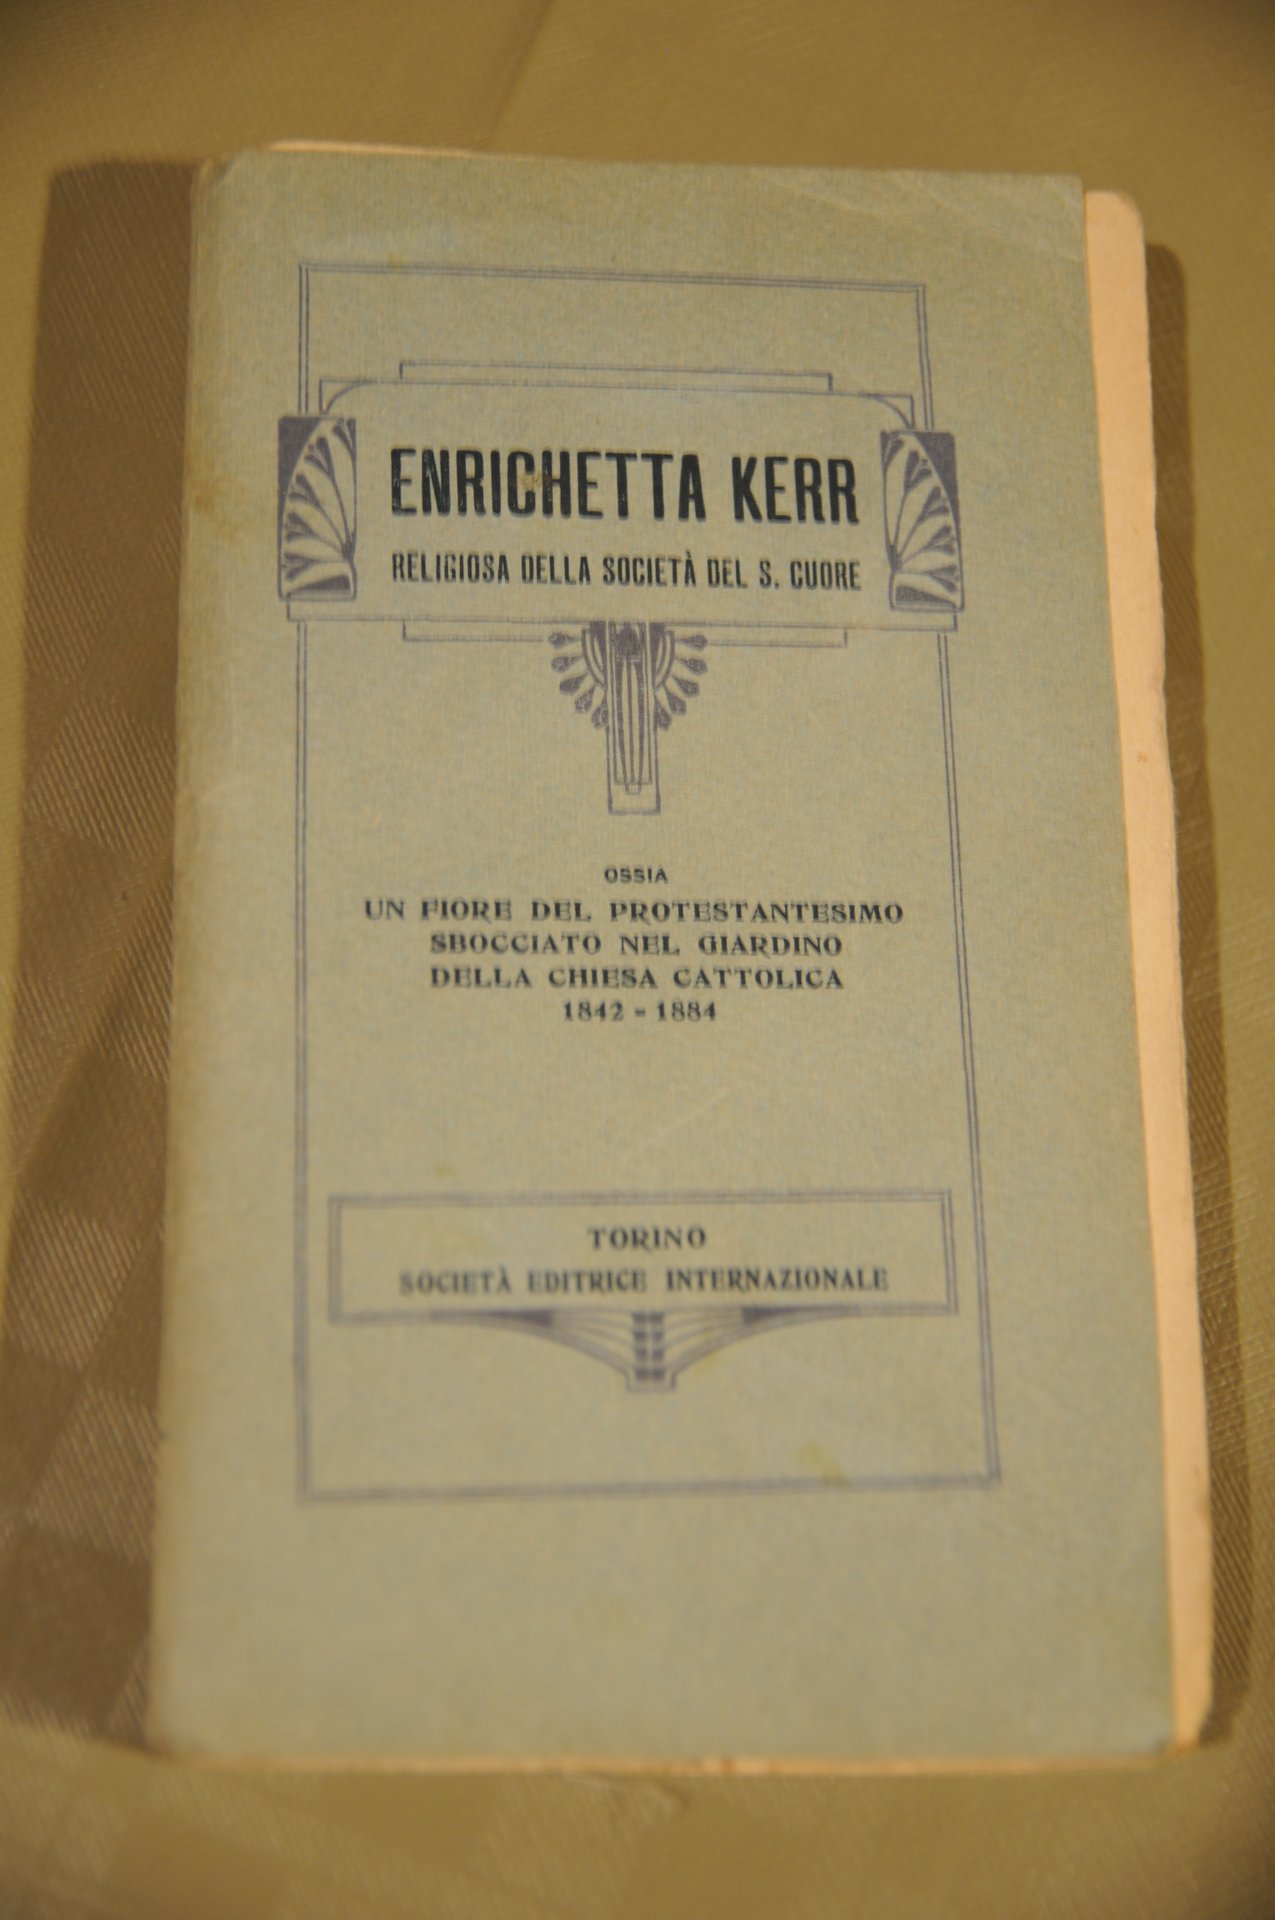 ENRICHETTA KERR
RELIGIOSA DELLA SOCIETÀ DEL S. CUORE
OSSIA
UN FIORE DEL PROTESTANTESIMO
SBOCCIATO NEL GIARDINO
DELLA CHIESA CATTOLICA
1842 - 1884
TORINO
SOCIETÀ EDITRICE INTERNAZIONALE